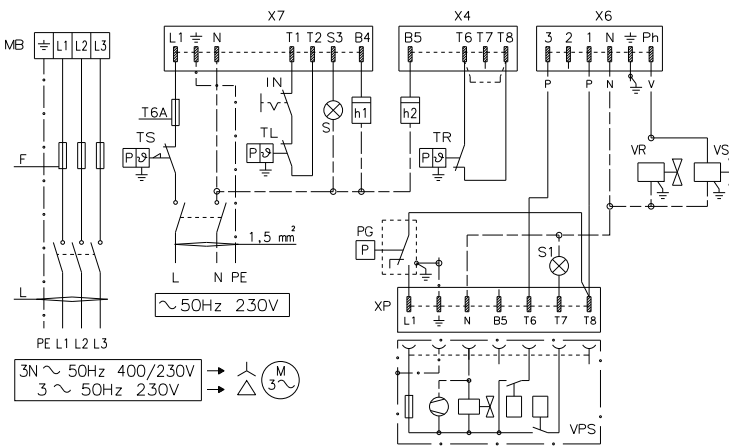 X7 X4 X6
MB L1 L2 L3
L1 N T1 T2 S3 B4
B5 T6 T7 T8
3 2 1 N Ph
P P N V
IN
T6A
S h1 h2
TS TL TR
P ϑ P ϑ P ϑ
VR VS
F
1,5 mm²
PG
P
S1
L N PE
L
XP L1 N B5 T6 T7 T8
~ 50Hz 230V
PE L1 L2 L3
3N ~ 50Hz 400/230V
3 ~ 50Hz 230V
M
3~
VPS